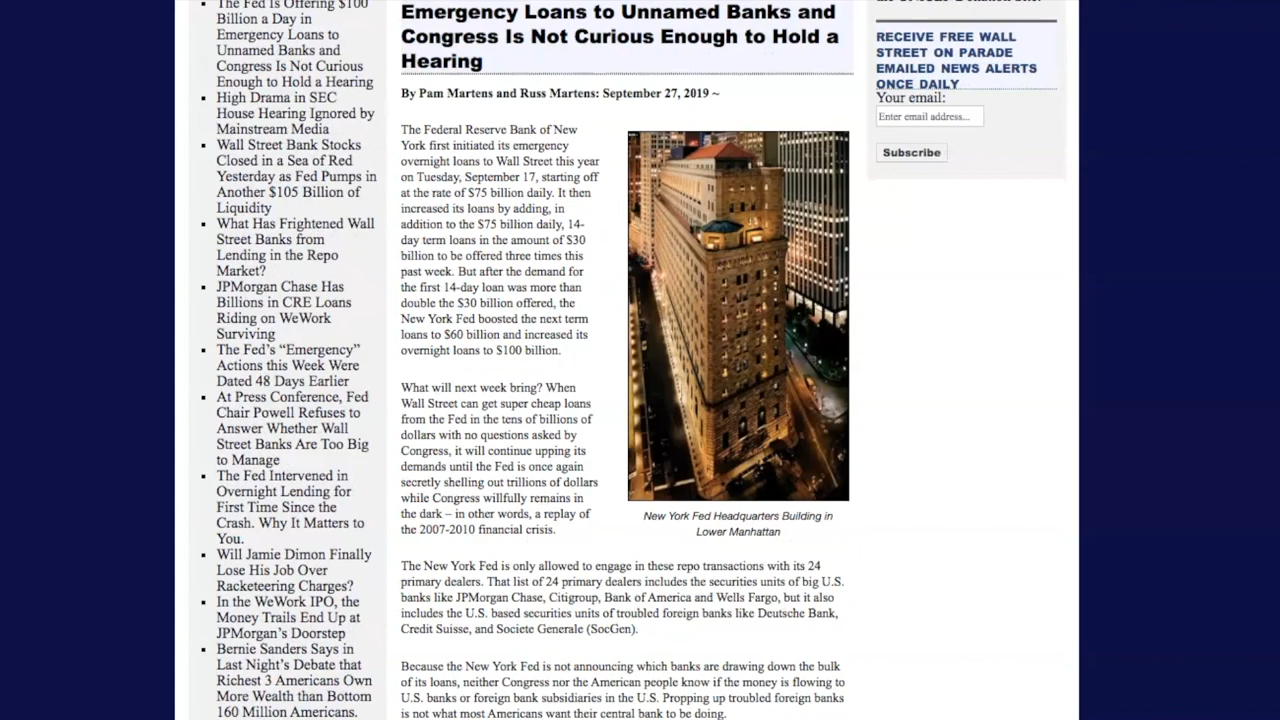 The Fed Is Offering $100
Billion a Day in
Emergency Loans to
Unnamed Banks and
Congress Is Not Curious
Enough to Hold a Hearing
High Drama in SEC
House Hearing Ignored by
Mainstream Media
Wall Street Bank Stocks
Closed in a Sea of Red
Yesterday as Fed Pumps in
Another $105 Billion of
Liquidity
What Has Frightened Wall
Street Banks from
Lending in the Repo
Market?
JPMorgan Chase Has
Billions in CRE Loans
Riding on WeWork
Surviving
The Fed’s “Emergency”
Actions this Week Were
Dated 48 Days Earlier
At Press Conference, Fed
Chair Powell Refuses to
Answer Whether Wall
Street Banks Are Too Big
to Manage
The Fed Intervened in
Overnight Lending for
First Time Since the
Crash. Why It Matters to
You.
Will Jamie Dimon Finally
Lose His Job Over
Racketeering Charges?
In the WeWork IPO, the
Money Trails End Up at
JPMorgan’s Doorstep
Bernie Sanders Says in
Last Night’s Debate that
Richest 3 Americans Own
More Wealth than Bottom
160 Million Americans.
Emergency Loans to Unnamed Banks and
Congress Is Not Curious Enough to Hold a
Hearing
By Pam Martens and Russ Martens: September 27, 2019 ~
The Federal Reserve Bank of New
York first initiated its emergency
overnight loans to Wall Street this year
on Tuesday, September 17, starting off
at the rate of $75 billion daily. It then
increased its loans by adding, in
addition to the $75 billion daily, 14-
day term loans in the amount of $30
billion to be offered three times this
past week. But after the demand for
the first 14-day loan was more than
double the $30 billion offered, the
New York Fed boosted the next term
loans to $60 billion and increased its
overnight loans to $100 billion.
What will next week bring? When
Wall Street can get super cheap loans
from the Fed in the tens of billions of
dollars with no questions asked by
Congress, it will continue upping its
demands until the Fed is once again
secretly shelling out trillions of dollars
while Congress willfully remains in
the dark – in other words, a replay of
the 2007-2010 financial crisis.
New York Fed Headquarters Building in
Lower Manhattan
The New York Fed is only allowed to engage in these repo transactions with its 24
primary dealers. That list of 24 primary dealers includes the securities units of big U.S.
banks like JPMorgan Chase, Citigroup, Bank of America and Wells Fargo, but it also
includes the U.S. based securities units of troubled foreign banks like Deutsche Bank,
Credit Suisse, and Societe Generale (SocGen).
Because the New York Fed is not announcing which banks are drawing down the bulk
of its loans, neither Congress nor the American people know if the money is flowing to
U.S. banks or foreign bank subsidiaries in the U.S. Propping up troubled foreign banks
is not what most Americans want their central bank to be doing.
RECEIVE FREE WALL
STREET ON PARADE
EMAILED NEWS ALERTS
ONCE DAILY
Your email:
Enter email address...
Subscribe